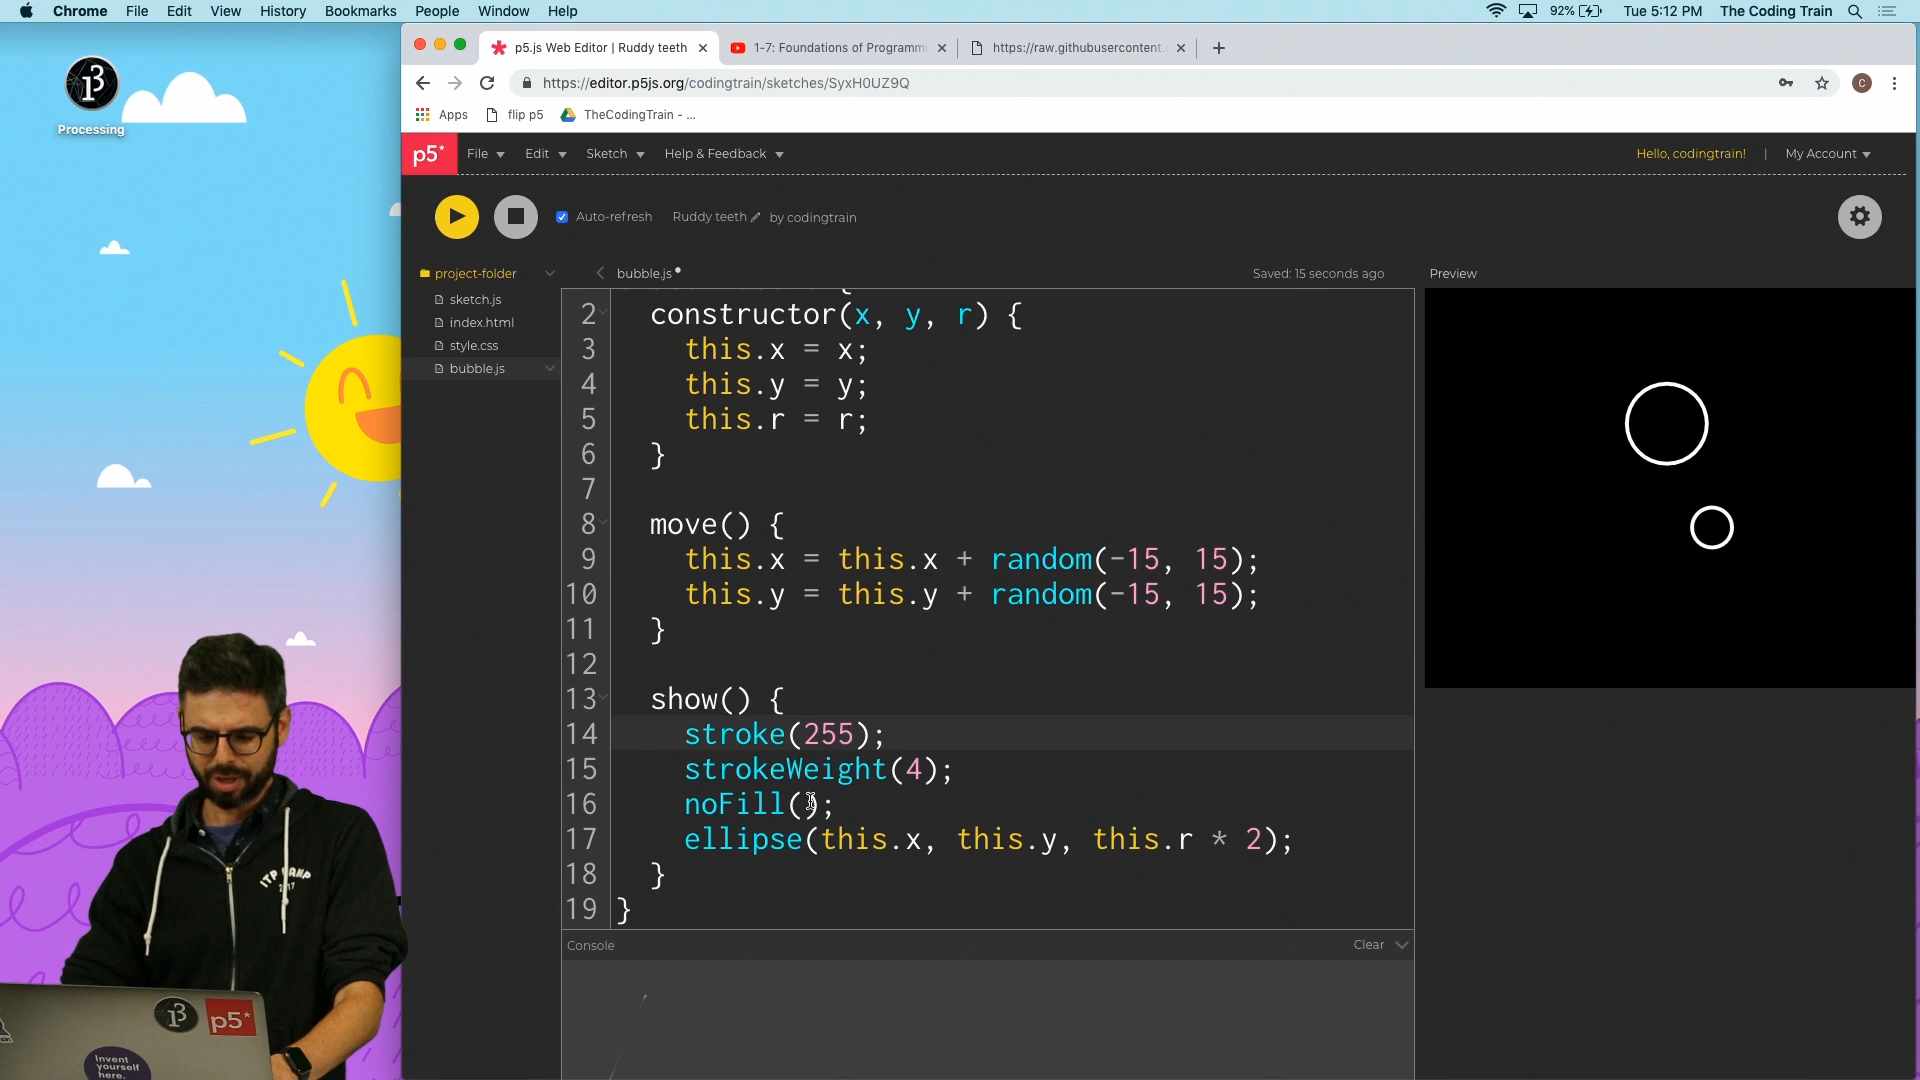 Chrome File Edit View History Bookmarks People Window Help 92% Tue 5:12 PM The Coding Train
Processing
p5.js Web Editor | Ruddy teeth
1-7: Foundations of Programmi
https://raw.githubusercontent.
https://editor.p5js.org/codingtrain/sketches/SyxH0UZ9Q
C
Apps flip p5 TheCodingTrain - ...
p5* File Edit Sketch Help & Feedback Hello, codingtrain! | My Account
Auto-refresh Ruddy teeth by codingtrain
project-folder
sketch.js
index.html
style.css
bubble.js
bubble.js Saved: 15 seconds ago Preview
2 constructor(x, y, r) {
3 this.x = x;
4 this.y = y;
5 this.r = r;
6 }
7
8 move() {
9 this.x = this.x + random(-15, 15);
10 this.y = this.y + random(-15, 15);
11 }
12
13 show() {
14 stroke(255);
15 strokeWeight(4);
16 noFill();
17 ellipse(this.x, this.y, this.r * 2);
18 }
19 }
Console Clear
ITP CAMP
2017
p5*
Invent
yourself
here.